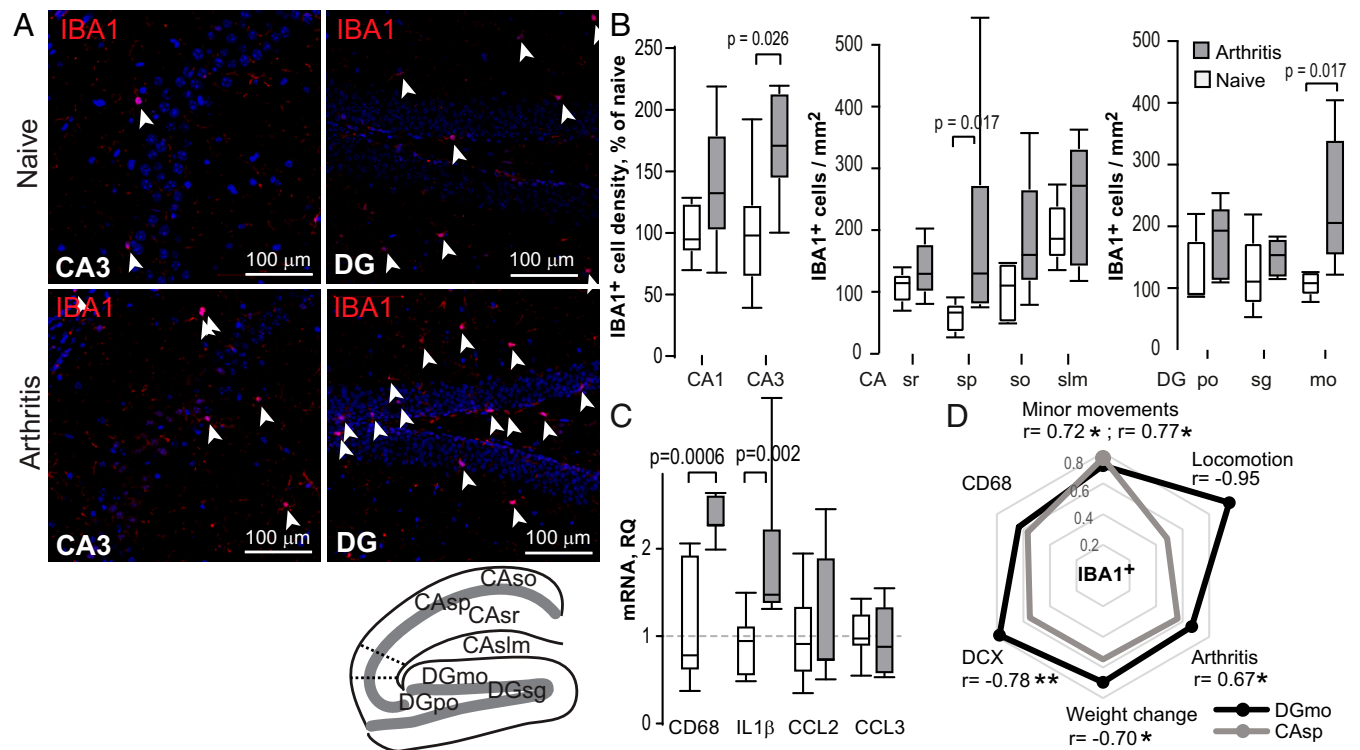 A
IBA1
IBA1
Naive
CA3
100 µm
DG
100 µm
IBA1
IBA1
Arthritis
CA3
100 µm
DG
100 µm
CAso
CAsp
CAsr
CAslm
DGmo
DGsg
DGpo
B
IBA1+ cell density, % of naive
250
200
150
100
50
0
p = 0.026
CA1
CA3
IBA1+ cells / mm²
500
400
300
200
100
0
p = 0.017
CA sr sp so slm
IBA1+ cells / mm²
500
400
300
200
100
0
Arthritis
Naive
p = 0.017
DG po sg mo
C
mRNA, RQ
2
1
0
p=0.0006
p=0.002
CD68 IL1β CCL2 CCL3
D
Minor movements
r= 0.72 * ; r= 0.77*
Locomotion
r= -0.95
CD68
0.8
0.6
0.4
0.2
IBA1+
DCX
r= -0.78 **
Arthritis
r= 0.67*
Weight change
r= -0.70 *
DGmo
CAsp